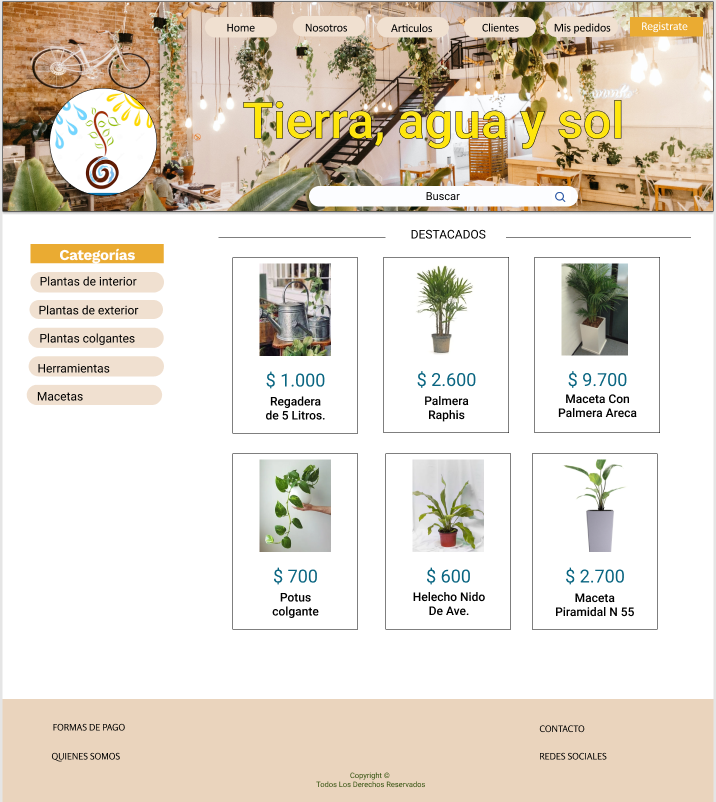 Home
Nosotros
Articulos
Clientes
Mis pedidos
Registrate
Tierra, agua y sol
Buscar
Categorías
Plantas de interior
Plantas de exterior
Plantas colgantes
Herramientas
Macetas
DESTACADOS
$ 1.000
Regadera
de 5 Litros.
$ 2.600
Palmera
Raphis
$ 9.700
Maceta Con
Palmera Areca
$ 700
Potus
colgante
$ 600
Helecho Nido
De Ave.
$ 2.700
Maceta
Piramidal N 55
FORMAS DE PAGO
QUIENES SOMOS
CONTACTO
REDES SOCIALES
Copyright ©
Todos Los Derechos Reservados